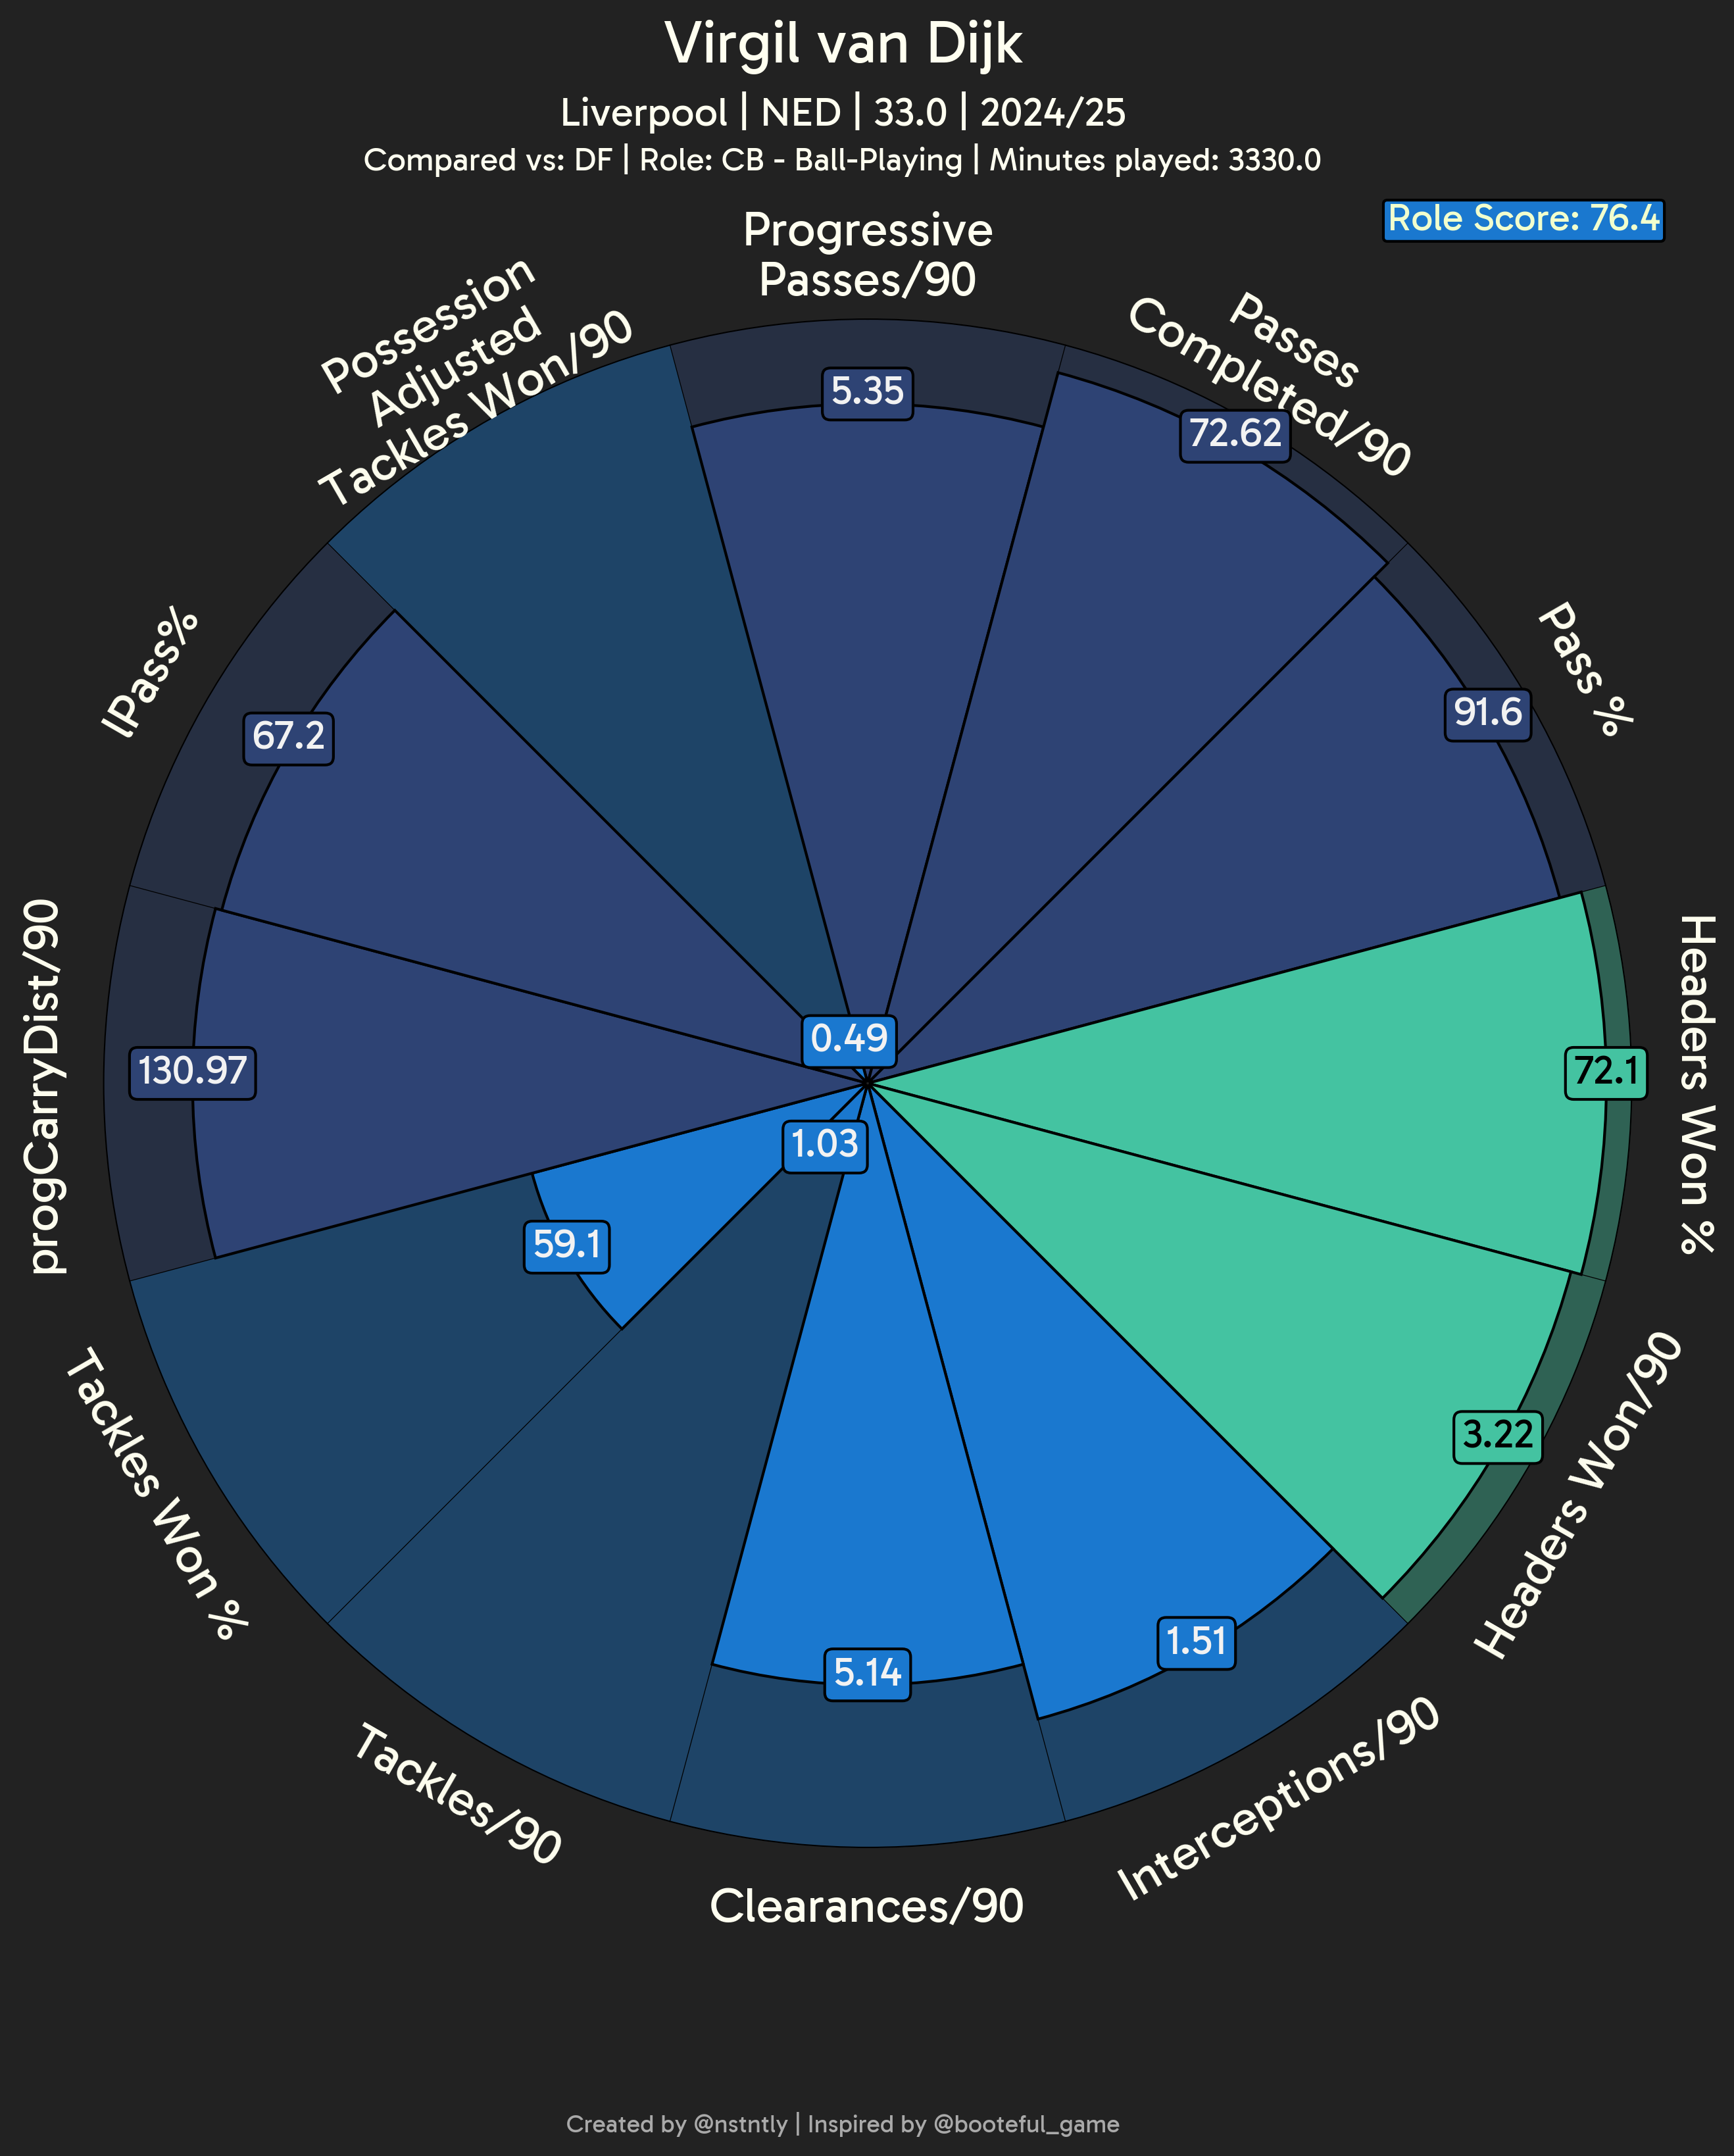 Virgil van Dijk
Liverpool | NED | 33.0 | 2024/25
Compared vs: DF | Role: CB - Ball-Playing | Minutes played: 3330.0
Role Score: 76.4
Progressive
Passes/90
5.35
Passes
Completed/90
72.62
Pass %
91.6
Headers Won %
72.1
Headers Won/90
3.22
Interceptions/90
1.51
Clearances/90
5.14
Tackles/90
1.03
Tackles Won %
59.1
progCarryDist/90
130.97
lPass%
67.2
Possession
Adjusted
Tackles Won/90
0.49
Created by @nstntly | Inspired by @booteful_game